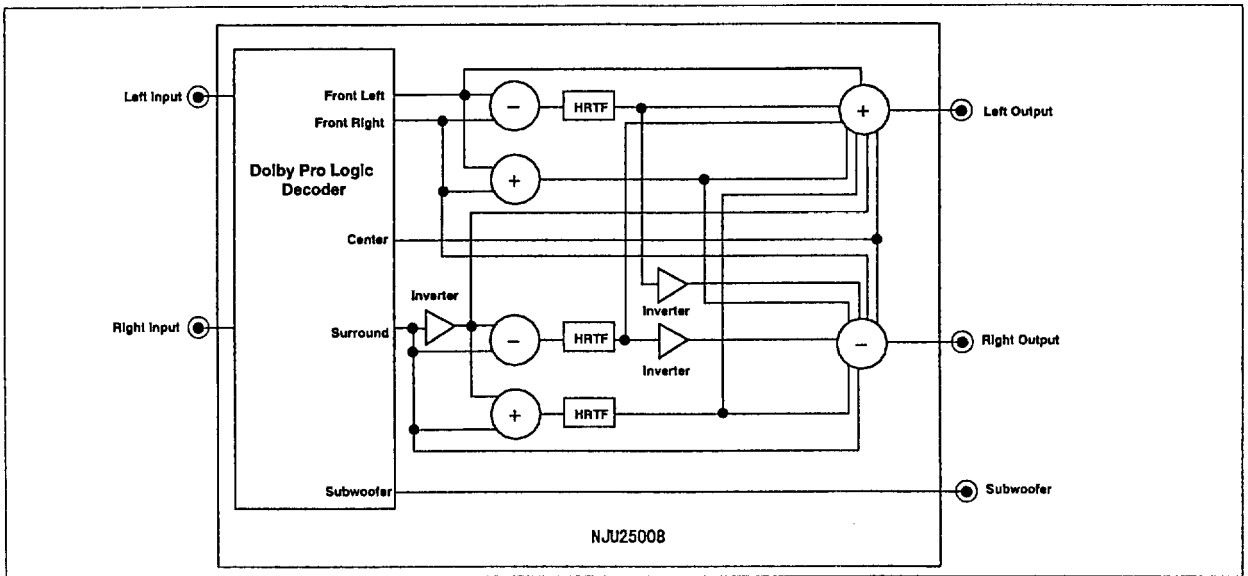 Left Input
Front Left
HRTF
Left Output
Front Right
Dolby Pro Logic
Decoder
Center
Inverter
Inverter
Right Input
Surround
HRTF
Right Output
Inverter
HRTF
Subwoofer
Subwoofer
NJU25008
−
+
+
−
+
−